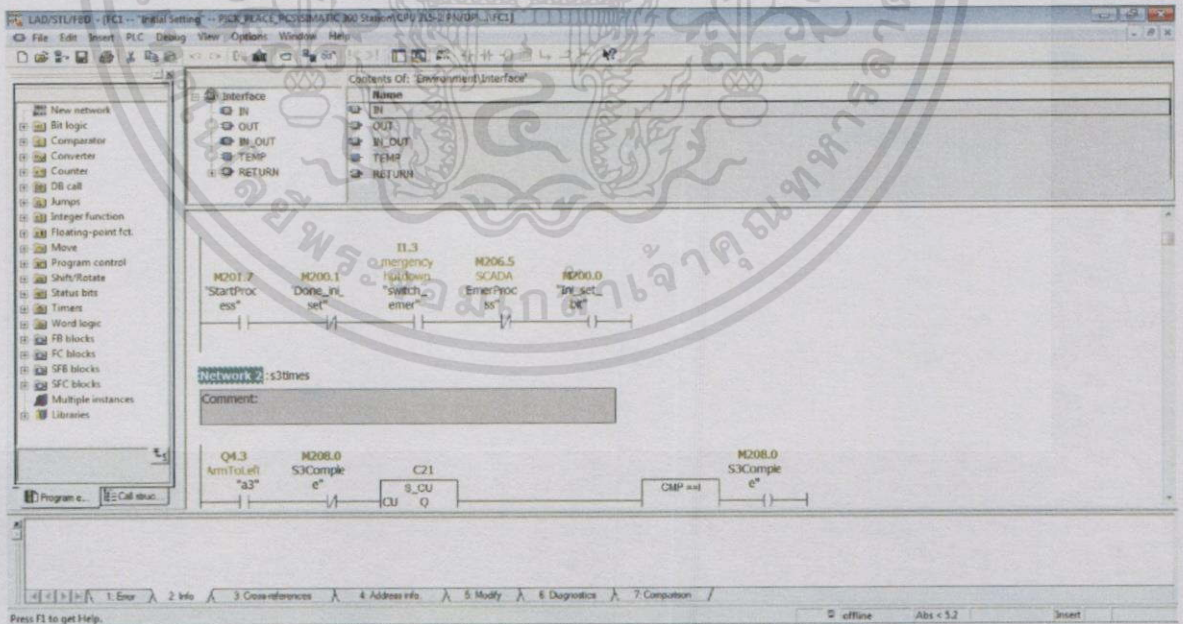 LAD/STL/FBD - [FC1 -- "Initial Setting" -- PICK_PLACE_PCS\SIMATIC 300 Station\CPU 315-2 PN/DP\...\FC1]
File Edit Insert PLC Debug View Options Window Help
Contents Of: 'Environment\Interface'
Interface
IN
OUT
IN_OUT
TEMP
RETURN
Name
IN
OUT
IN_OUT
TEMP
RETURN
New network
Bit logic
Comparator
Converter
Counter
DB call
Jumps
Integer function
Floating-point fct.
Move
Program control
Shift/Rotate
Status bits
Timers
Word logic
FB blocks
FC blocks
SFB blocks
SFC blocks
Multiple instances
Libraries
Program e...
Call struc...
M201.7
"StartProc
ess"
M200.1
"Done_ini_
set"
I1.3
mergency
hutdown
"switch_
emer"
M206.5
SCADA
EmerProc
ss"
M200.0
"Ini_set_
bit"
Network 2 : s3times
Comment:
Q4.3
ArmToLeft
"a3"
M208.0
S3Comple
e"
C21
S_CU
CU Q
CMP ==I
M208.0
S3Comple
e"
1: Error 2: Info 3: Cross-references 4: Address info. 5: Modify 6: Diagnostics 7: Comparison
Press F1 to get Help.
offline
Abs < 5.2
Insert